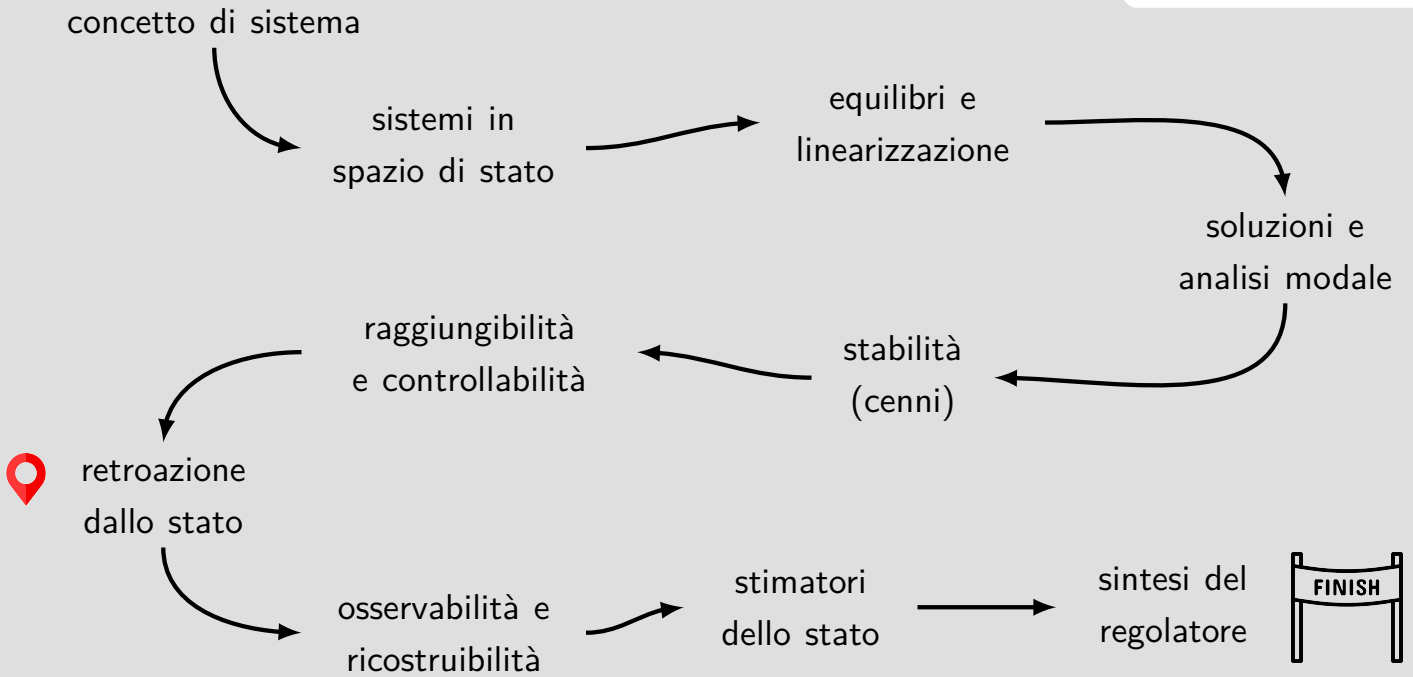 concetto di sistema
sistemi in
spazio di stato
equilibri e
linearizzazione
soluzioni e
analisi modale
stabilità
(cenni)
raggiungibilità
e controllabilità
retroazione
dallo stato
osservabilità e
ricostruibilità
stimatori
dello stato
sintesi del
regolatore
FINISH